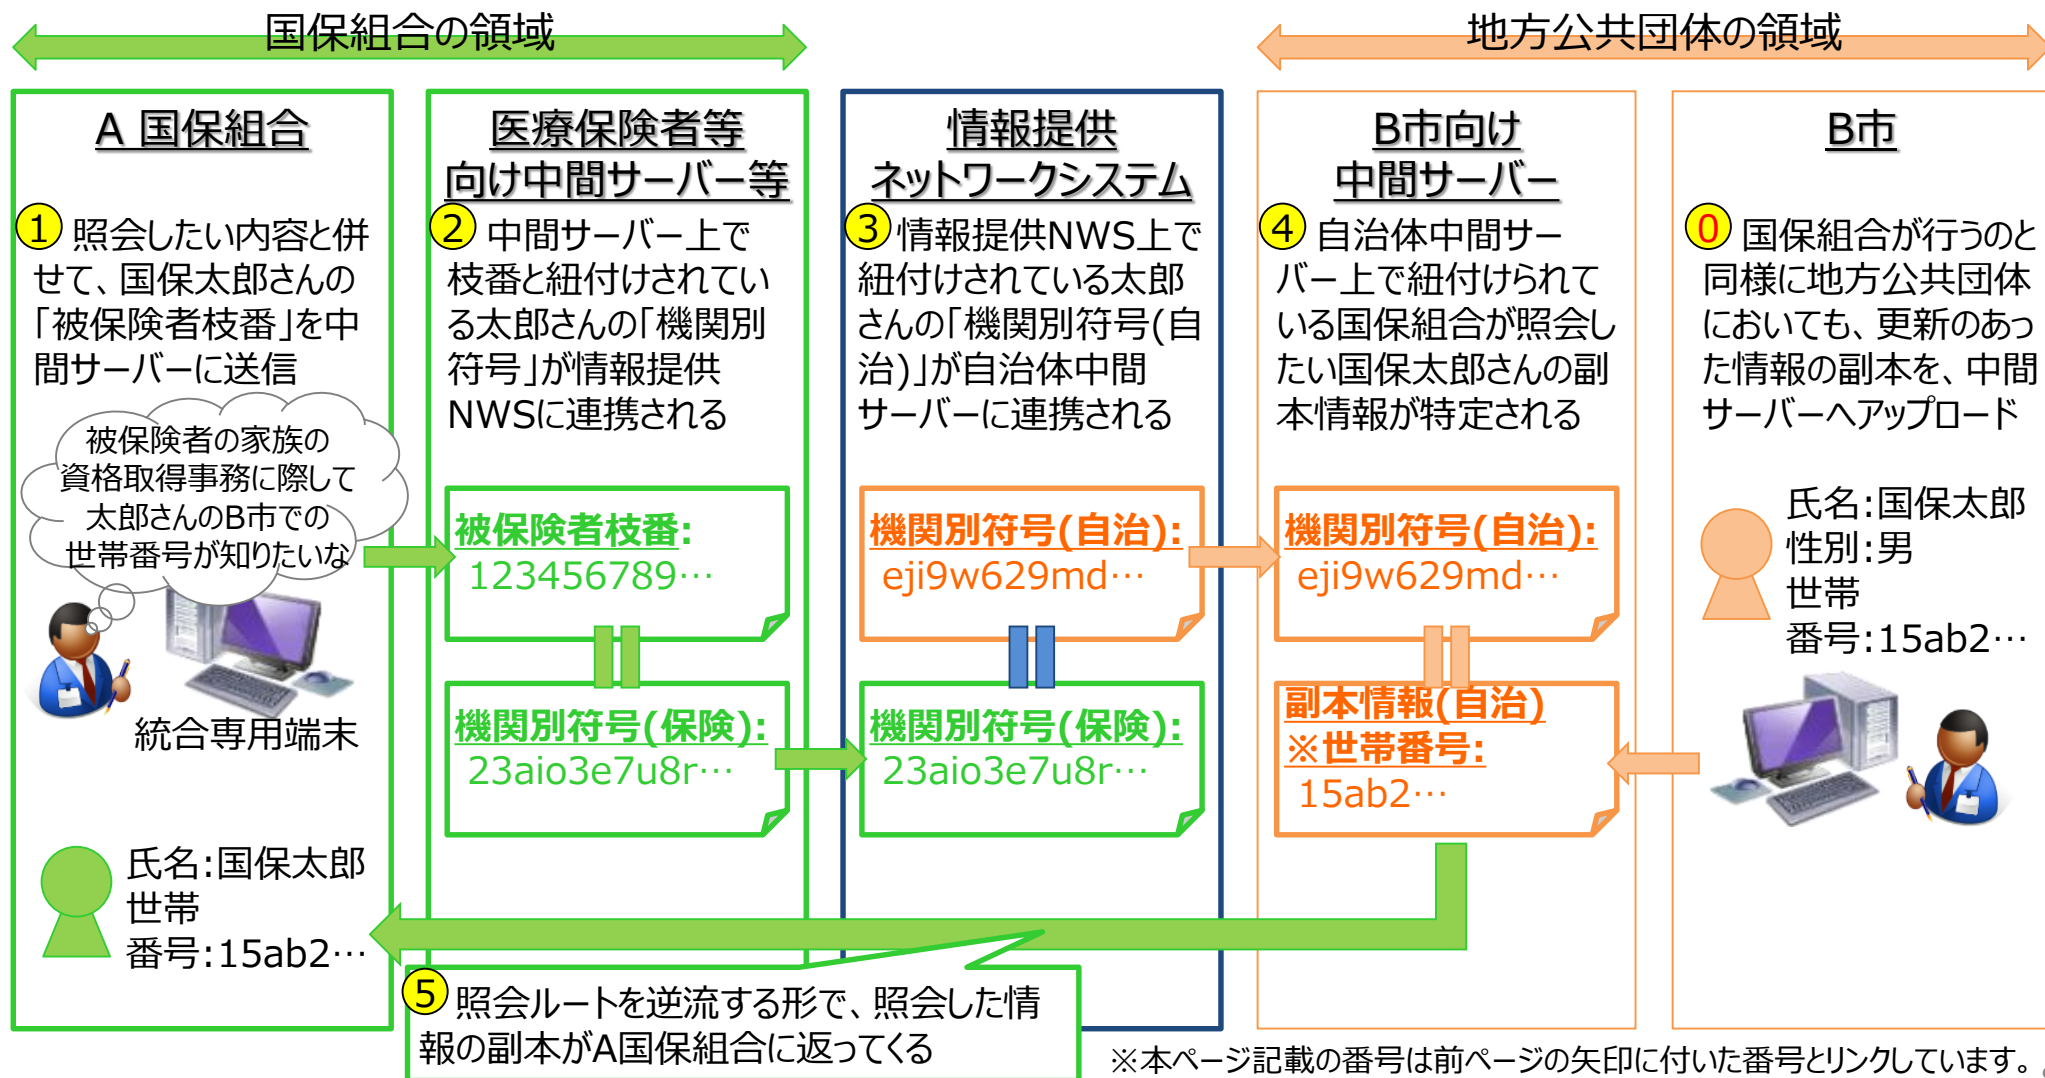 国保組合の領域
地方公共団体の領域
A 国保組合
①照会したい内容と併
せて、国保太郎さんの
「被保険者枝番」を中
間サーバーに送信
被保険者の家族の
資格取得事務に際して
太郎さんのB市での
世帯番号が知りたいな
統合専用端末
氏名:国保太郎
世帯
番号:15ab2…
医療保険者等
向け中間サーバー等
②中間サーバー上で
枝番と紐付けされてい
る太郎さんの「機関別
符号」が情報提供
NWSに連携される
被保険者枝番:
123456789…
機関別符号(保険):
23aio3e7u8r…
情報提供
ネットワークシステム
③情報提供NWS上で
紐付けされている太郎
さんの「機関別符号(自
治)」が自治体中間
サーバーに連携される
機関別符号(自治):
eji9w629md…
機関別符号(保険):
23aio3e7u8r…
B市向け
中間サーバー
④自治体中間サー
バー上で紐付けられて
いる国保組合が照会し
たい国保太郎さんの副
本情報が特定される
機関別符号(自治):
eji9w629md…
副本情報(自治)
※世帯番号:
15ab2…
B市
⓪国保組合が行うのと
同様に地方公共団体
においても、更新のあっ
た情報の副本を、中間
サーバーへアップロード
氏名:国保太郎
性別:男
世帯
番号:15ab2…
⑤照会ルートを逆流する形で、照会した情
報の副本がA国保組合に返ってくる
※本ページ記載の番号は前ページの矢印に付いた番号とリンクしています。